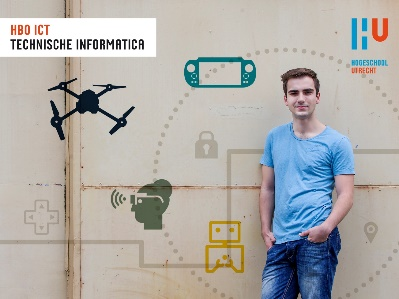 HBO ICT
TECHNISCHE INFORMATICA
HOGESCHOOL
UTRECHT